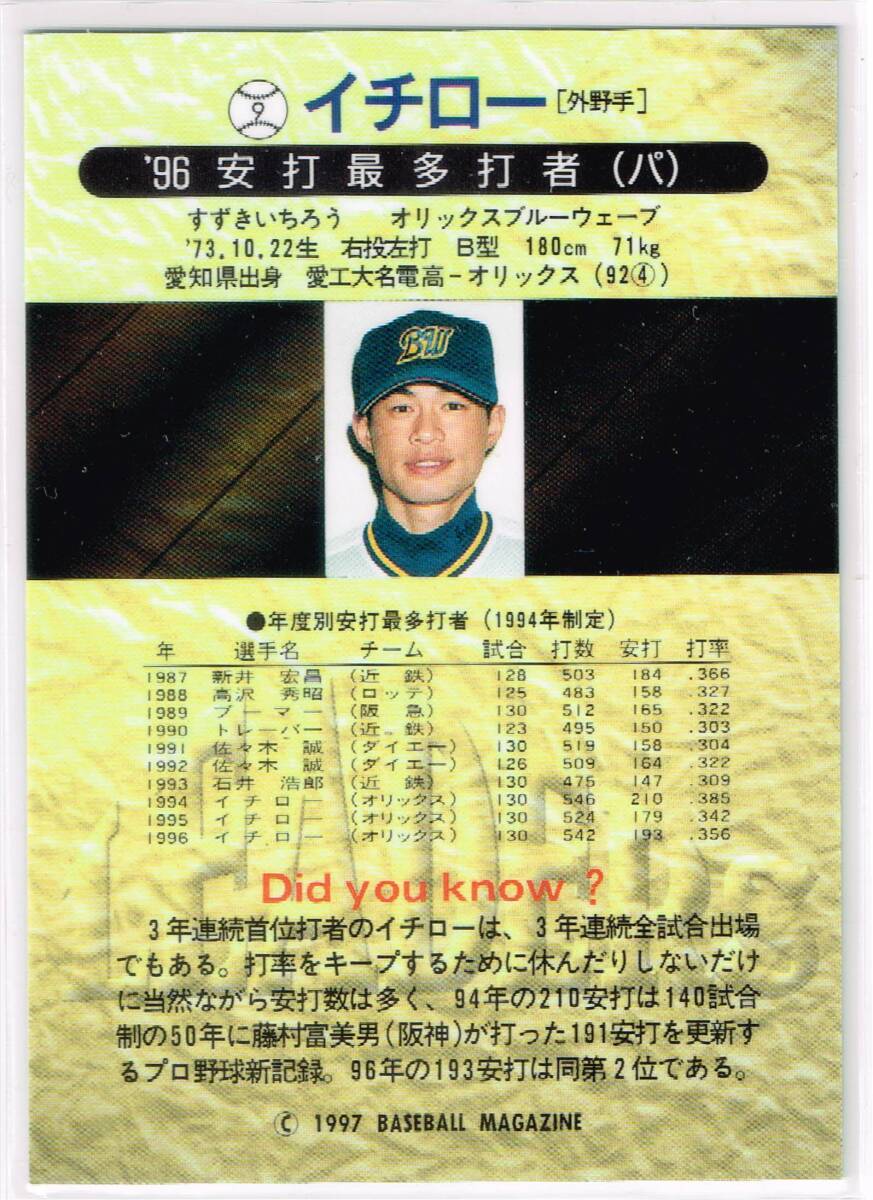 9 イチロー [外野手]
'96 安打最多打者 (パ)
すずきいちろう オリックスブルーウェーブ
'73.10.22生 右投左打 B型 180cm 71kg
愛知県出身 愛工大名電高-オリックス (92④)
BW
●年度別安打最多打者 (1994年制定)
年 選手名 チーム 試合 打数 安打 打率
1987 新井 宏昌 (近 鉄) 128 503 184 .366
1988 高沢 秀昭 (ロッテ) 125 483 158 .327
1989 ブーマー (阪 急) 130 512 165 .322
1990 トレーバー (近 鉄) 123 495 150 .303
1991 佐々木 誠 (ダイエー) 130 519 158 .304
1992 佐々木 誠 (ダイエー) 126 509 164 .322
1993 石井 浩郎 (近 鉄) 130 475 147 .309
1994 イチロー (オリックス) 130 546 210 .385
1995 イチロー (オリックス) 130 524 179 .342
1996 イチロー (オリックス) 130 542 193 .356
LEADERS
Did you know ?
3年連続首位打者のイチローは、3年連続全試合出場
でもある。打率をキープするために休んだりしないだけ
に当然ながら安打数は多く、94年の210安打は140試合
制の50年に藤村富美男(阪神)が打った191安打を更新す
るプロ野球新記録。96年の193安打は同第2位である。
© 1997 BASEBALL MAGAZINE